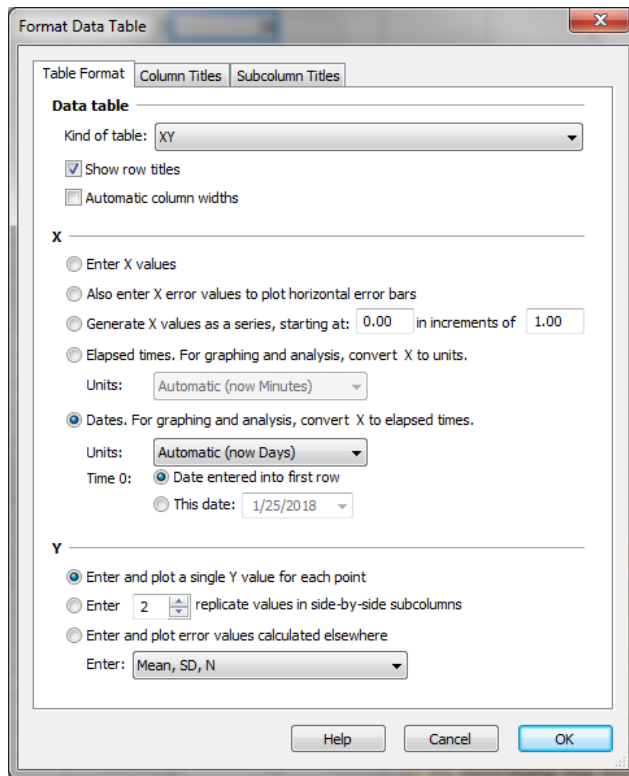 Format Data Table
Table Format Column Titles Subcolumn Titles
Data table
Kind of table: XY
Show row titles
Automatic column widths
X
Enter X values
Also enter X error values to plot horizontal error bars
Generate X values as a series, starting at: 0.00 in increments of 1.00
Elapsed times. For graphing and analysis, convert X to units.
Units: Automatic (now Minutes)
Dates. For graphing and analysis, convert X to elapsed times.
Units: Automatic (now Days)
Time 0: Date entered into first row
This date: 1/25/2018
Y
Enter and plot a single Y value for each point
Enter 2 replicate values in side-by-side subcolumns
Enter and plot error values calculated elsewhere
Enter: Mean, SD, N
Help Cancel OK